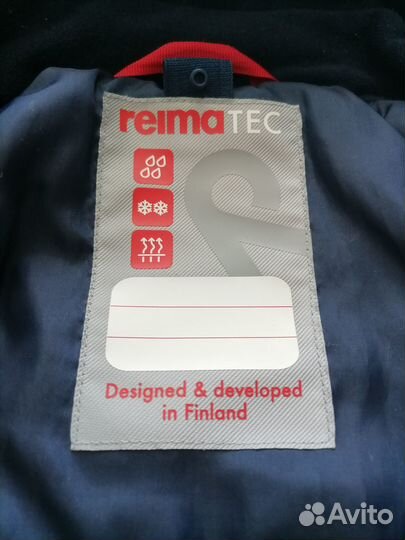 reimaTEC
Designed & developed
in Finland
Avito